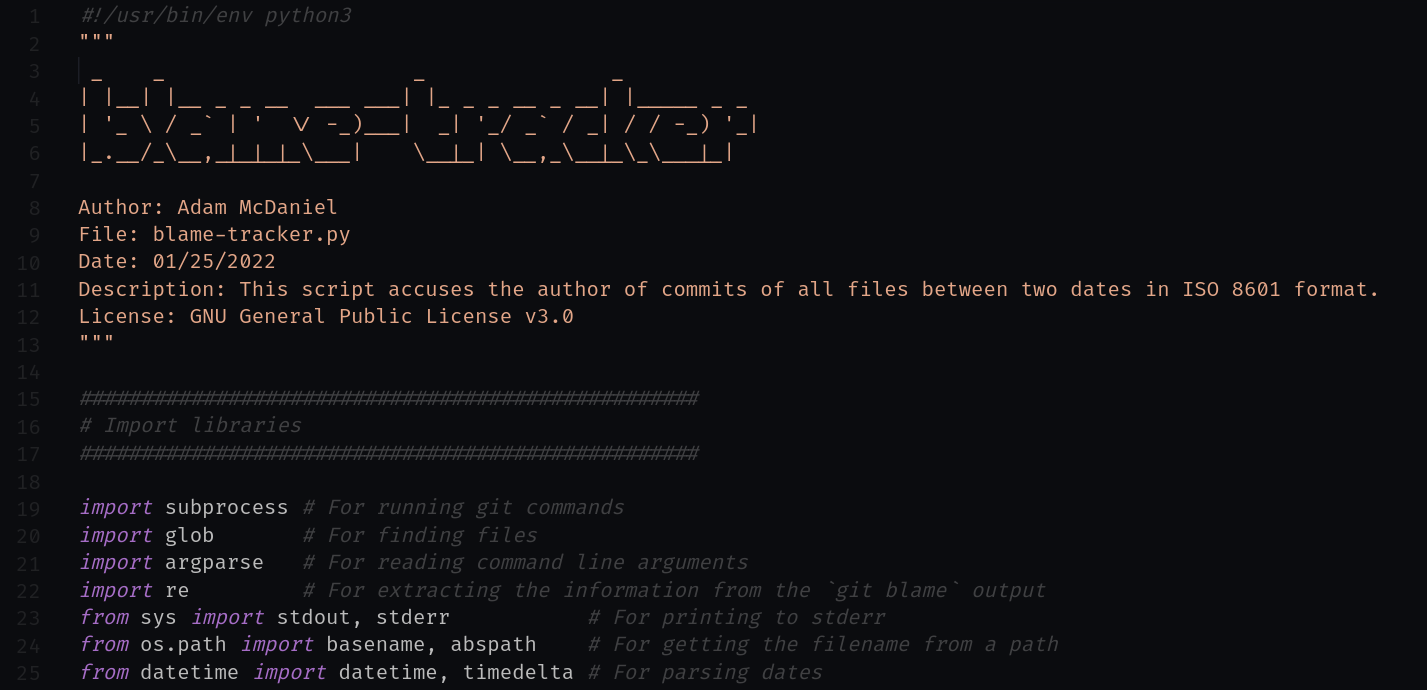 1 #!/usr/bin/env python3
2 """
3  _    _                    _               _
4 | |__| |__ _ _ __  ___ ___| |_ _ _ __ _ __| |_____ _ _
5 | '_ \ / _` | '  \/ -_)___|  _| '_/ _` / _| / / -_) '_|
6 |_.__/_\__,_|_|_|_\___|    \__|_| \__,_\__|_\_\___|_|
7
8 Author: Adam McDaniel
9 File: blame-tracker.py
10 Date: 01/25/2022
11 Description: This script accuses the author of commits of all files between two dates in ISO 8601 format.
12 License: GNU General Public License v3.0
13 """
14
15 ##################################################
16 # Import libraries
17 ##################################################
18
19 import subprocess # For running git commands
20 import glob       # For finding files
21 import argparse   # For reading command line arguments
22 import re         # For extracting the information from the `git blame` output
23 from sys import stdout, stderr           # For printing to stderr
24 from os.path import basename, abspath    # For getting the filename from a path
25 from datetime import datetime, timedelta # For parsing dates